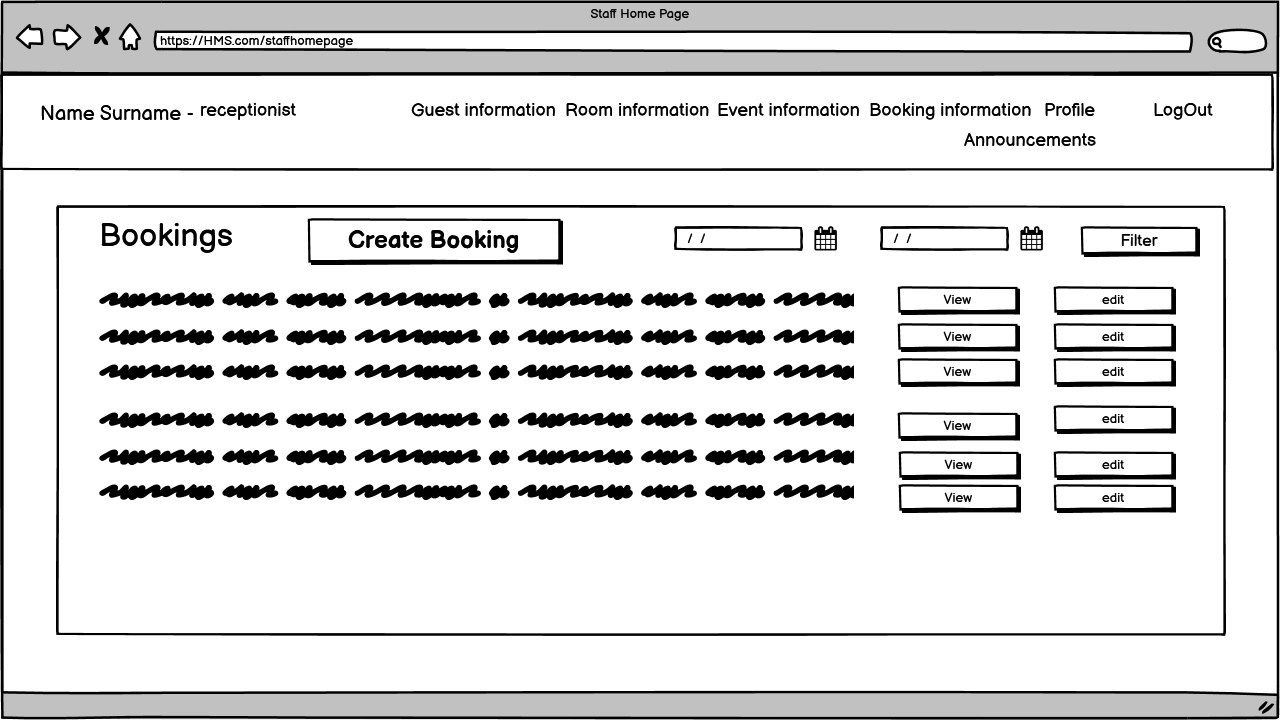 Staff Home Page
https://HMS.com/staffhomepage
Name Surname - receptionist Guest information Room information Event information Booking information Profile LogOut
Announcements
Bookings Create Booking / / / / Filter
View edit
View edit
View edit
View edit
View edit
View edit